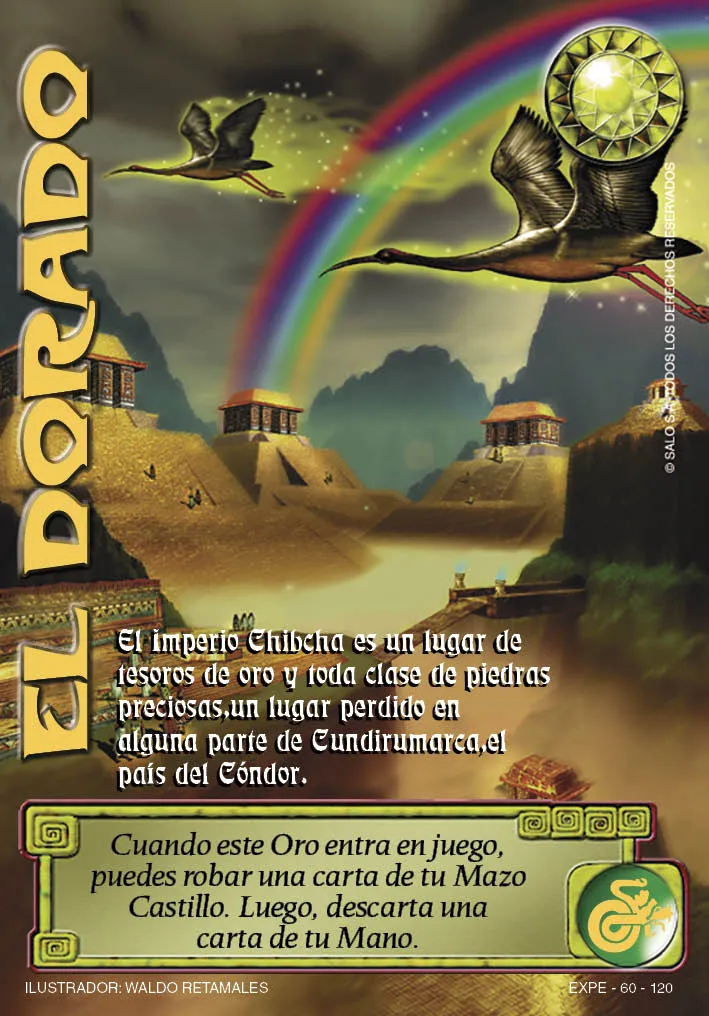 EL DORADO
© SALO S.A. TODOS LOS DERECHOS RESERVADOS
El Imperio Chibcha es un lugar de
tesoros de oro y toda clase de piedras
preciosas,un lugar perdido en
alguna parte de Cundirumarca,el
país del Cóndor.
Cuando este Oro entra en juego,
puedes robar una carta de tu Mazo
Castillo. Luego, descarta una
carta de tu Mano.
ILUSTRADOR: WALDO RETAMALES
EXPE - 60 - 120